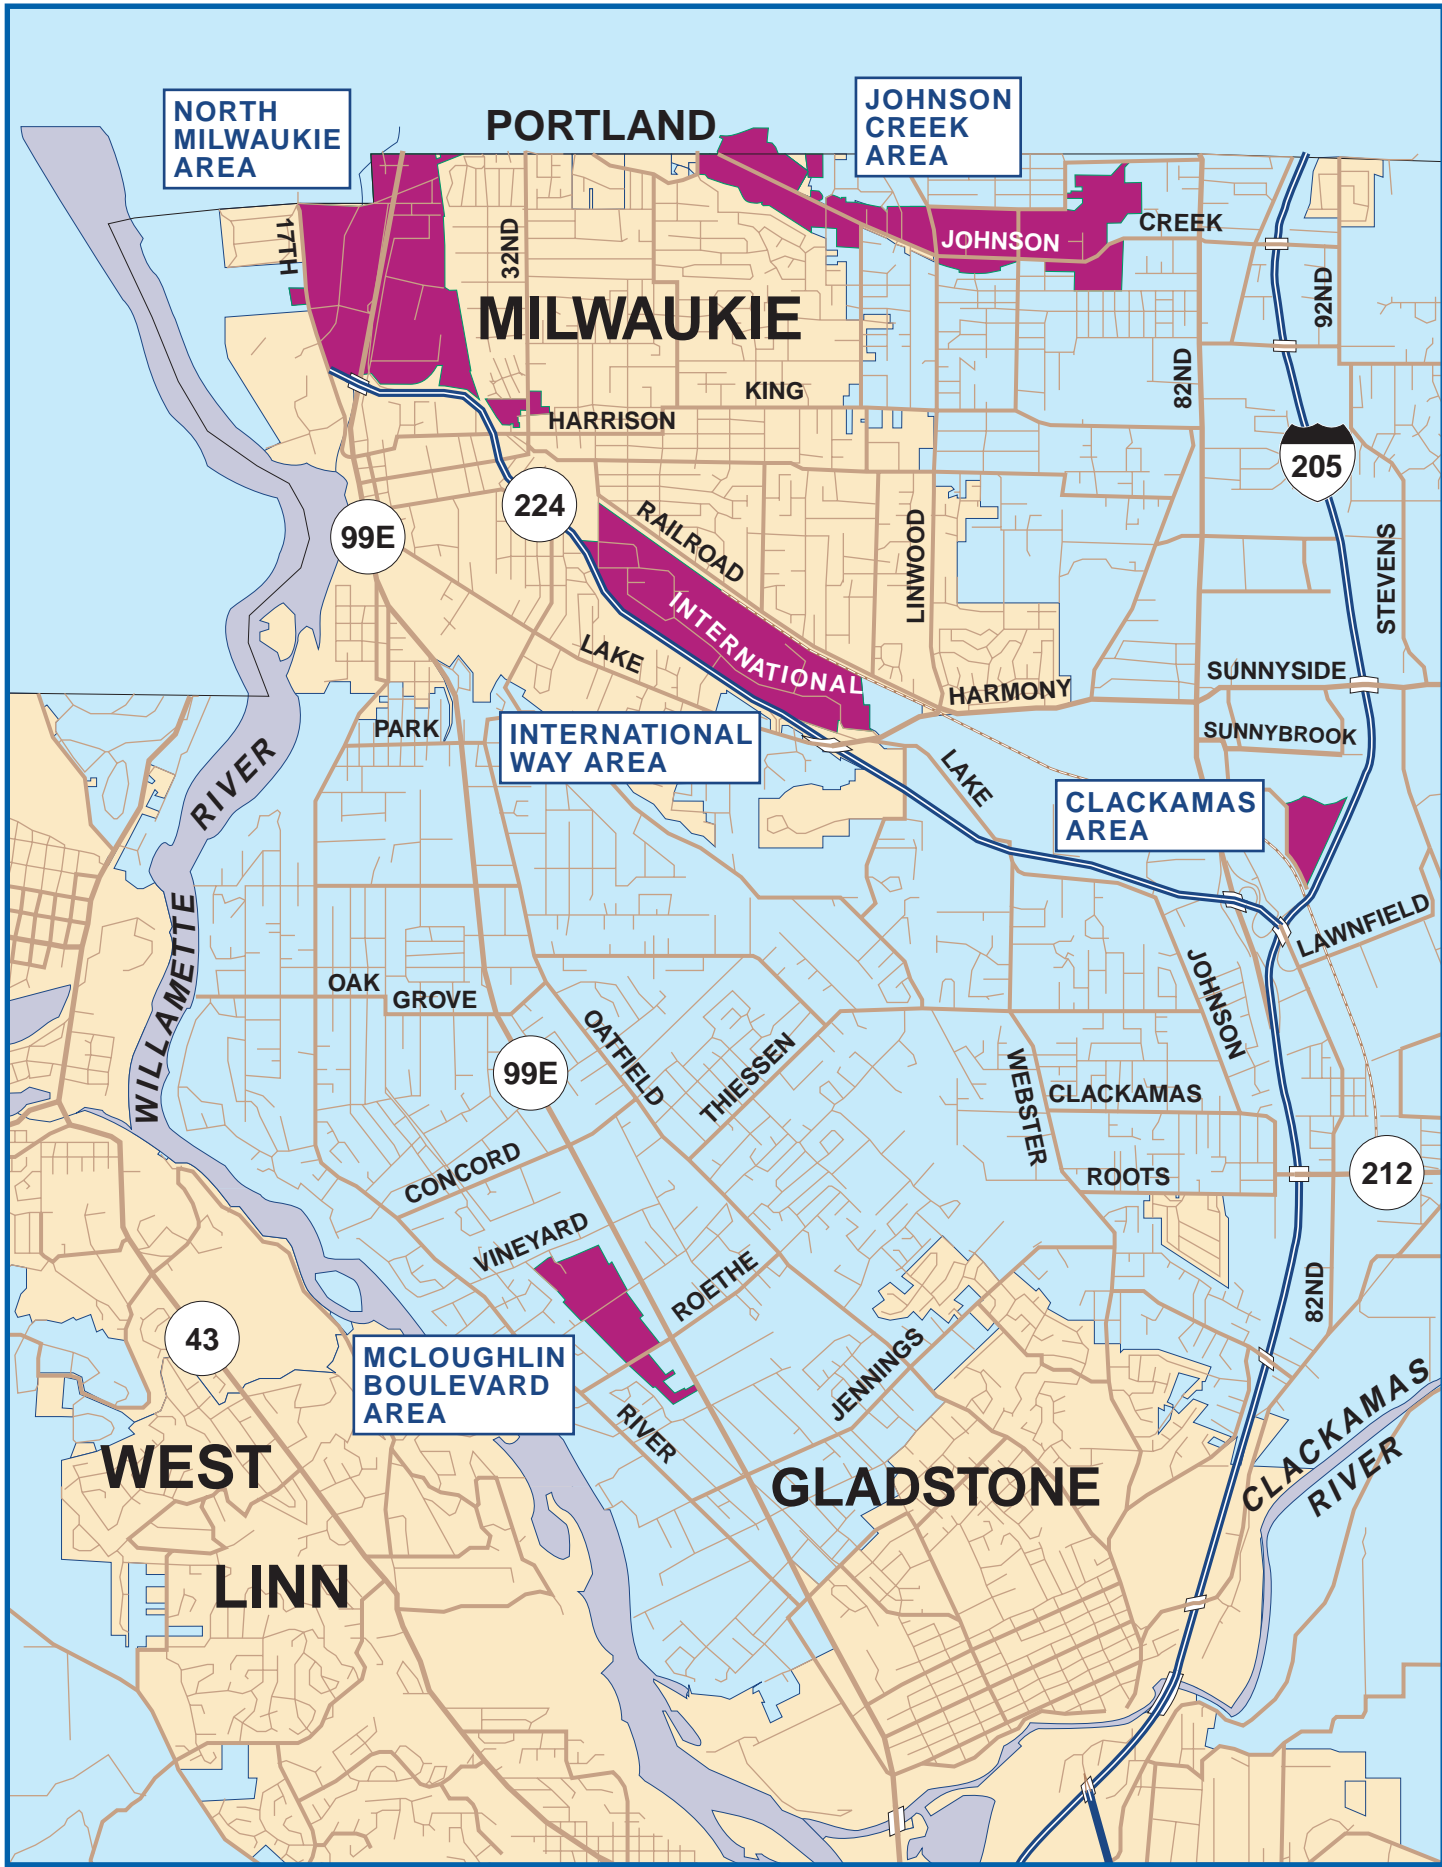 NORTH
MILWAUKIE
AREA
PORTLAND
JOHNSON
CREEK
AREA
17TH
32ND
JOHNSON
CREEK
MILWAUKIE
92ND
82ND
KING
HARRISON
205
224
99E
RAILROAD
LINWOOD
STEVENS
INTERNATIONAL
LAKE
SUNNYSIDE
HARMONY
PARK
SUNNYBROOK
INTERNATIONAL
WAY AREA
RIVER
LAKE
CLACKAMAS
AREA
WILLAMETTE
LAWNFIELD
OAK
GROVE
JOHNSON
OATFIELD
THIESSEN
99E
WEBSTER
CLACKAMAS
CONCORD
ROOTS
212
VINEYARD
ROETHE
82ND
43
MCLOUGHLIN
BOULEVARD
AREA
JENNINGS
RIVER
CLACKAMAS
RIVER
WEST
LINN
GLADSTONE